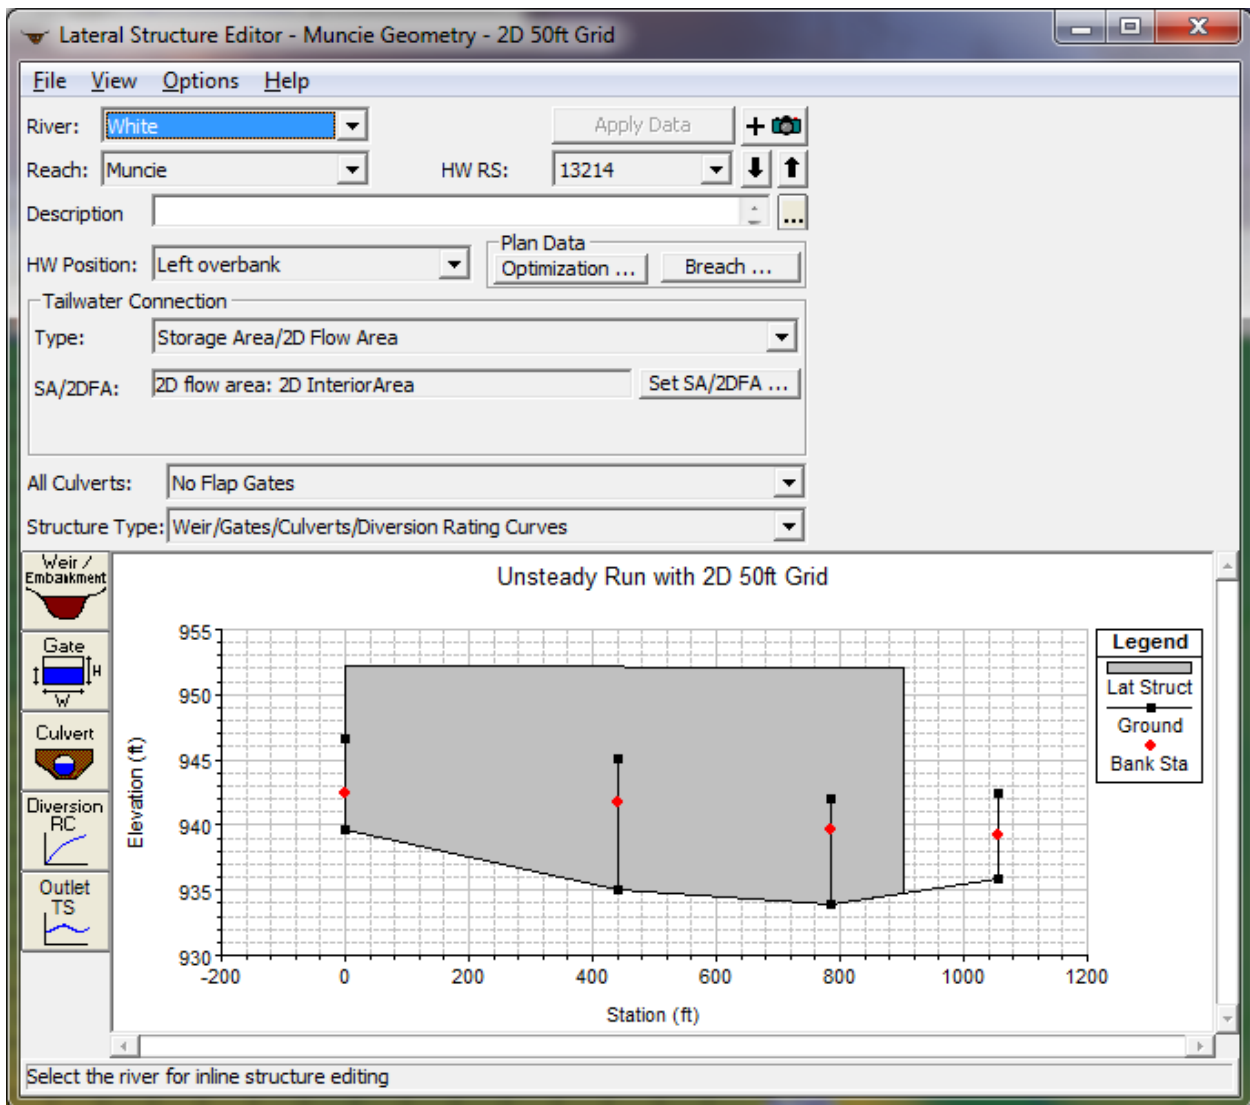 Lateral Structure Editor - Muncie Geometry - 2D 50ft Grid
File View Options Help
River: White Apply Data
Reach: Muncie HW RS: 13214
Description ...
Plan Data
HW Position: Left overbank Optimization ... Breach ...
Tailwater Connection
Type: Storage Area/2D Flow Area
SA/2DFA: 2D flow area: 2D InteriorArea Set SA/2DFA ...
All Culverts: No Flap Gates
Structure Type: Weir/Gates/Culverts/Diversion Rating Curves
Weir /
Embankment
Gate
H
W
Culvert
Diversion
RC
Outlet
TS
Unsteady Run with 2D 50ft Grid
955
950
945
940
935
930
Elevation (ft)
-200 0 200 400 600 800 1000 1200
Station (ft)
Legend
Lat Struct
Ground
Bank Sta
Select the river for inline structure editing